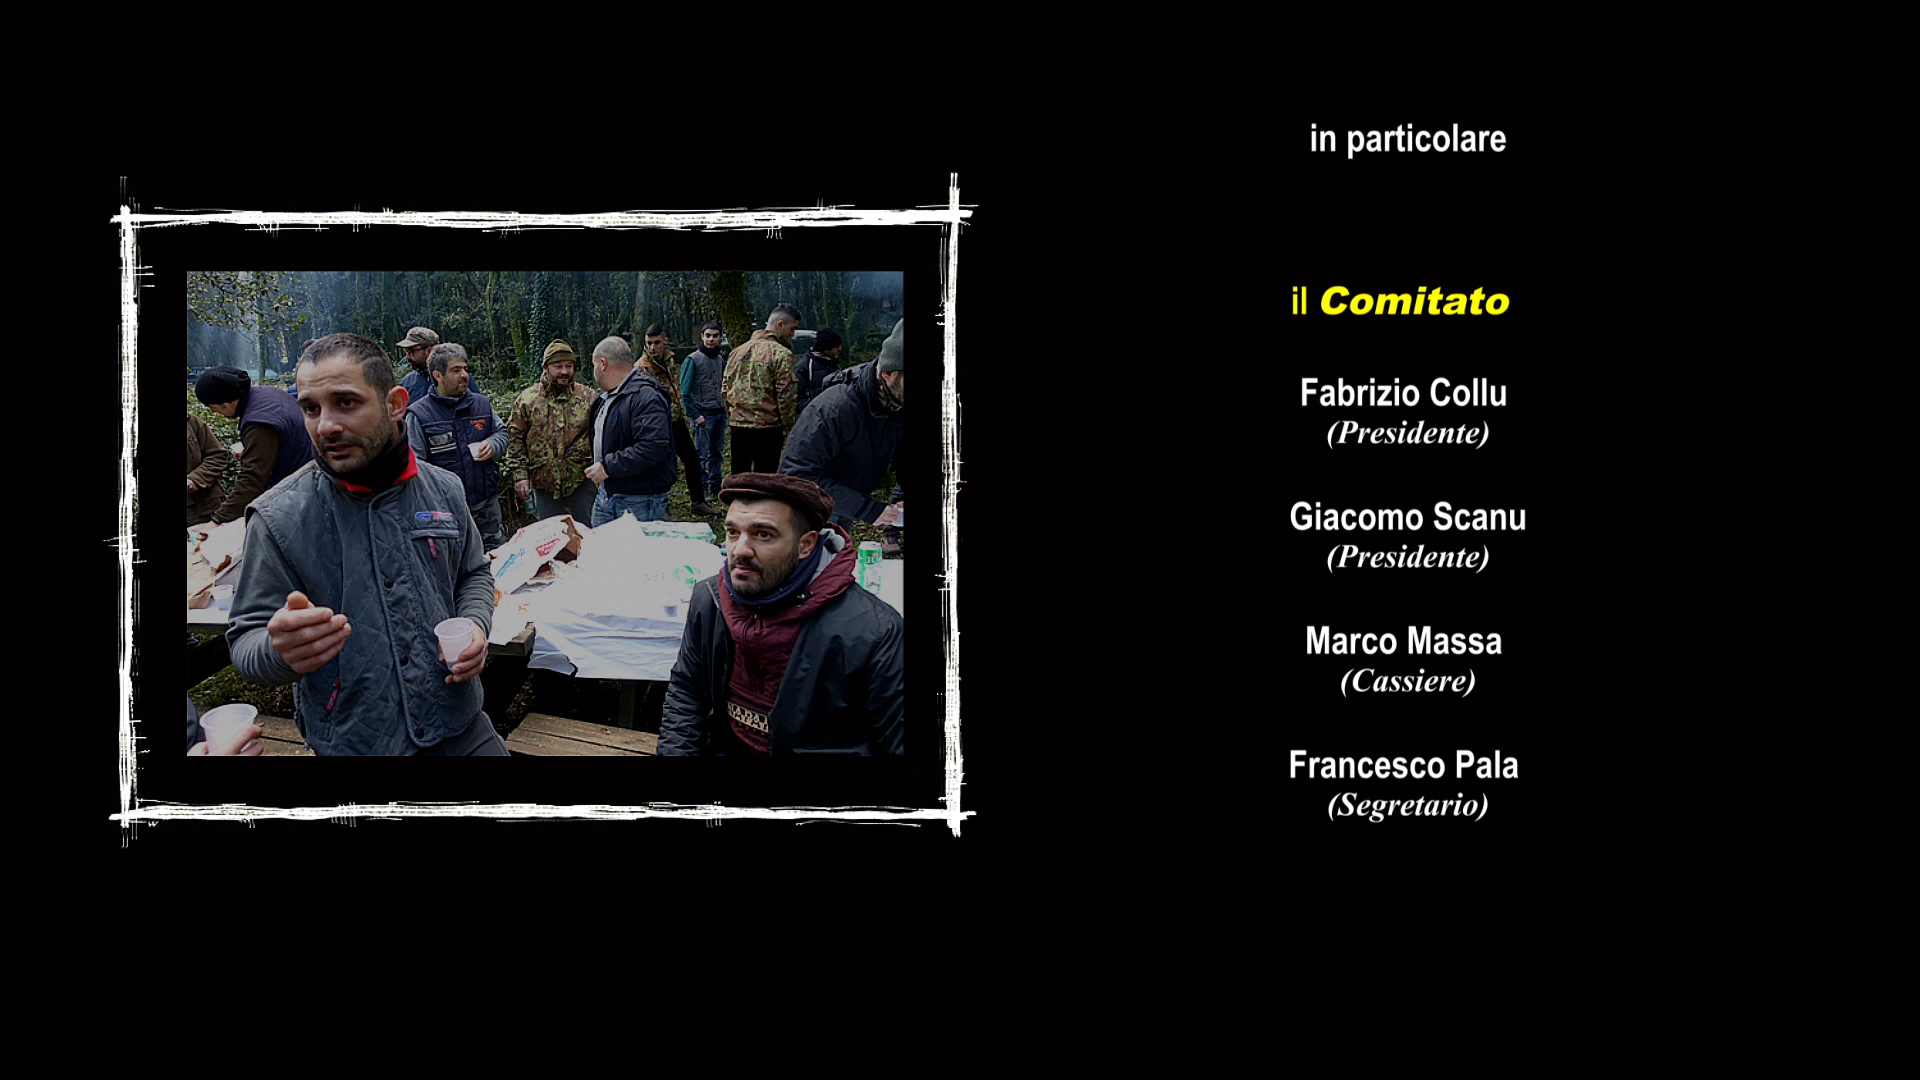 in particolare
il Comitato
Fabrizio Collu
(Presidente)
Giacomo Scanu
(Presidente)
Marco Massa
(Cassiere)
Francesco Pala
(Segretario)